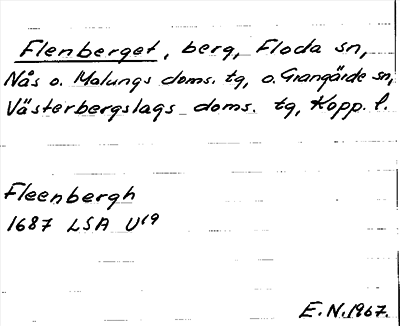 Flenberget, berg, Floda sn,
Nås o. Malungs doms. tg, o. Grangärde sn,
Västerbergslags doms. tg, Kopp. l.
Fleenbergh
1687 LSA U19
E.N. 1967.